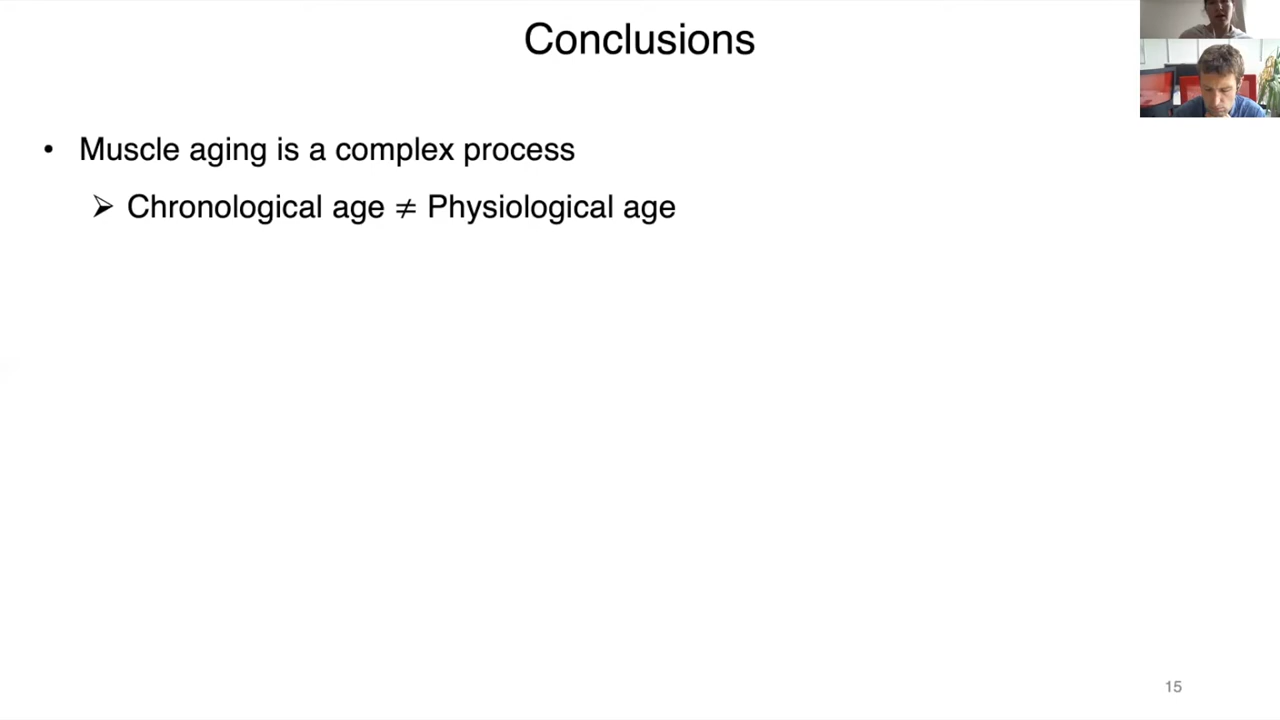 Conclusions
• Muscle aging is a complex process
➢ Chronological age ≠ Physiological age
15